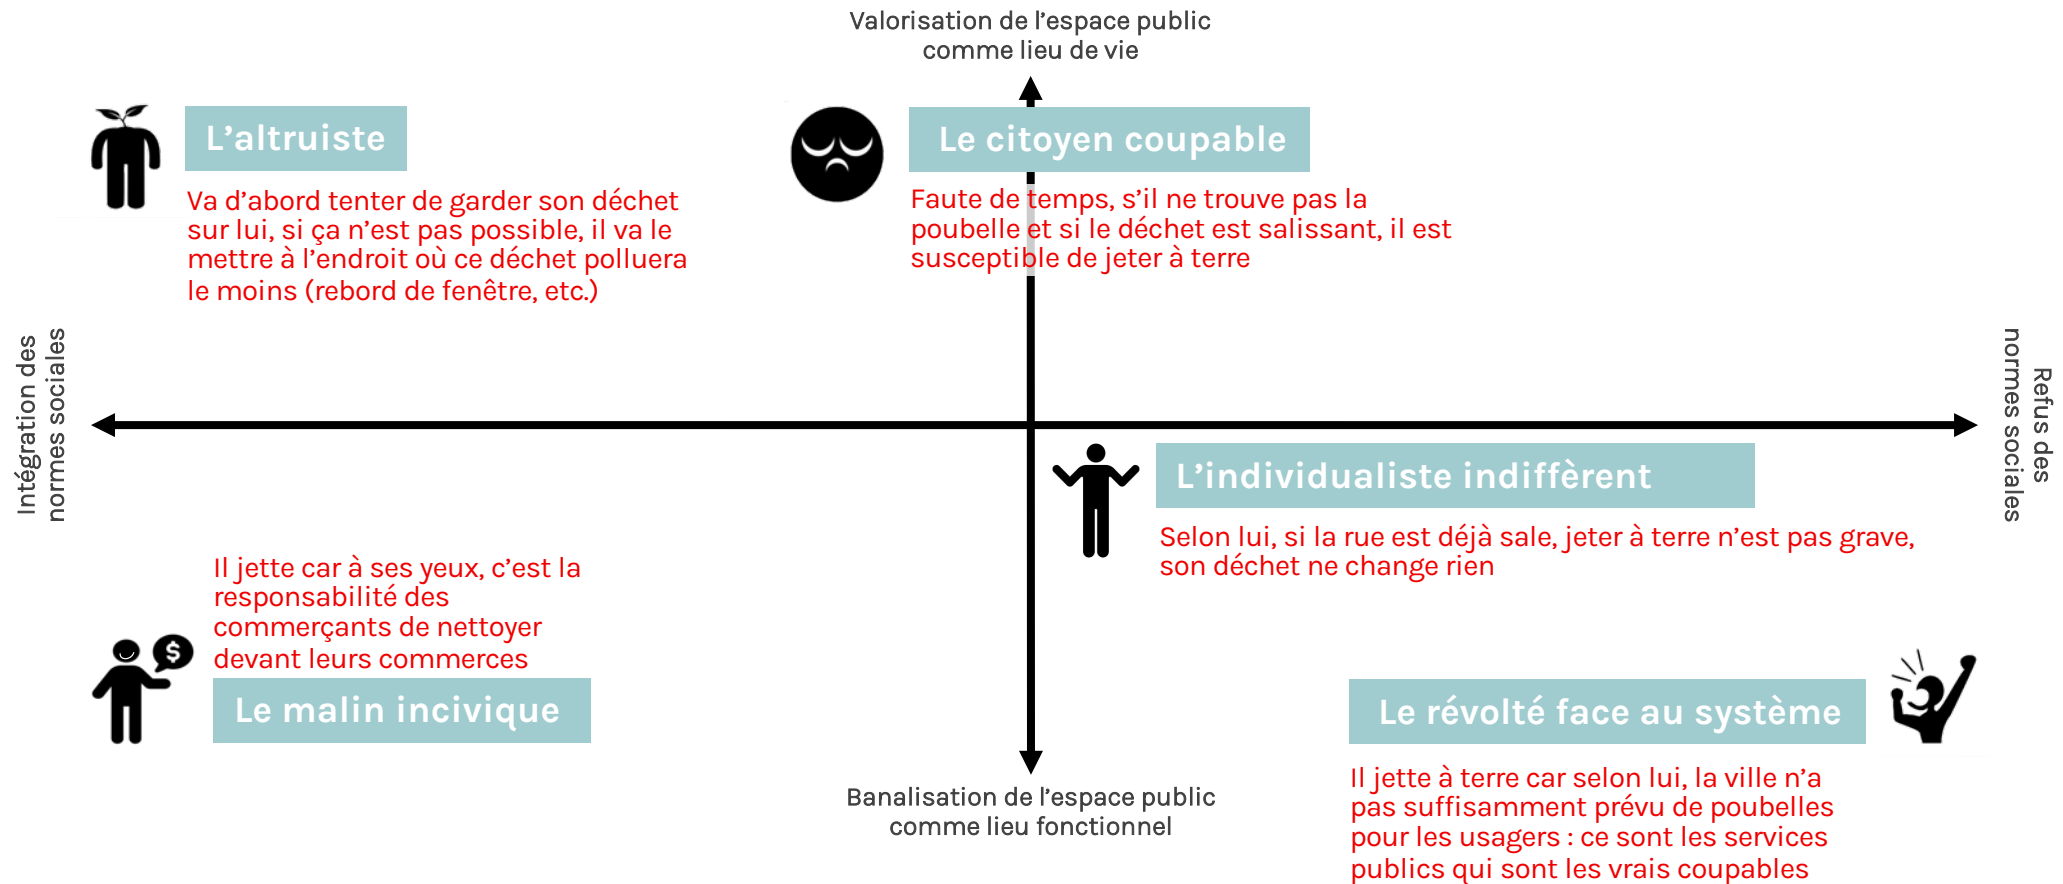 Valorisation de l’espace public
comme lieu de vie
L’altruiste
Va d’abord tenter de garder son déchet
sur lui, si ça n’est pas possible, il va le
mettre à l’endroit où ce déchet polluera
le moins (rebord de fenêtre, etc.)
Le citoyen coupable
Faute de temps, s’il ne trouve pas la
poubelle et si le déchet est salissant, il est
susceptible de jeter à terre
Intégration des
normes sociales
Refus des
normes sociales
L’individualiste indiffèrent
Selon lui, si la rue est déjà sale, jeter à terre n’est pas grave,
son déchet ne change rien
Il jette car à ses yeux, c’est la
responsabilité des
commerçants de nettoyer
devant leurs commerces
$
Le malin incivique
Le révolté face au système
Il jette à terre car selon lui, la ville n’a
pas suffisamment prévu de poubelles
pour les usagers : ce sont les services
publics qui sont les vrais coupables
Banalisation de l’espace public
comme lieu fonctionnel